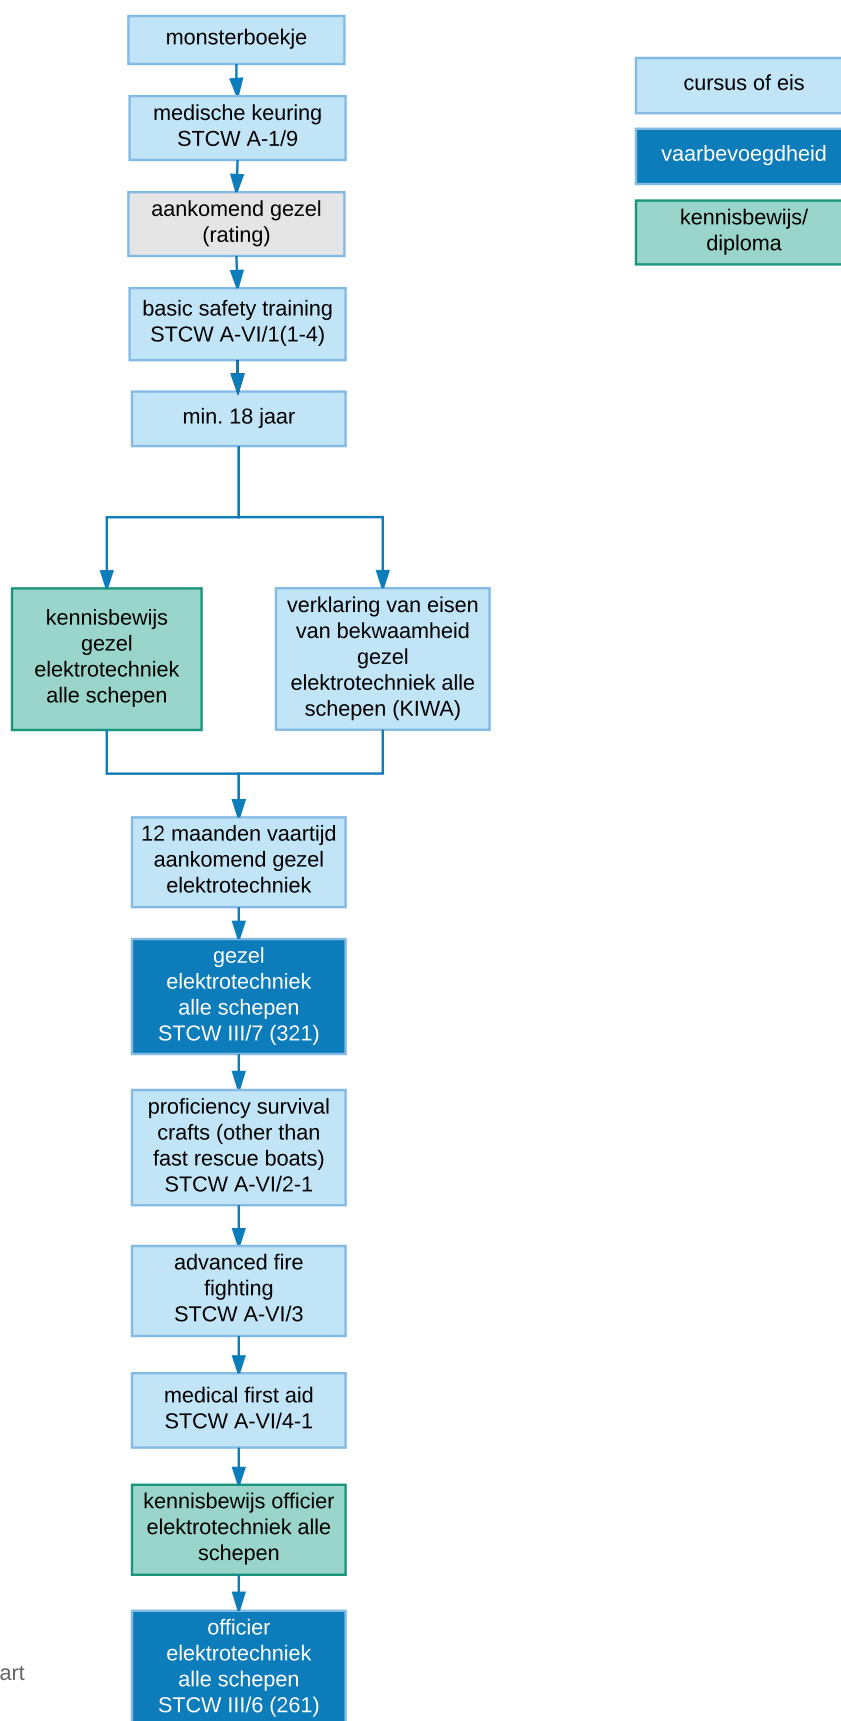 monsterboekje
medische keuring
STCW A-1/9
aankomend gezel
(rating)
basic safety training
STCW A-VI/1(1-4)
min. 18 jaar
kennisbewijs
gezel
elektrotechniek
alle schepen
verklaring van eisen
van bekwaamheid
gezel
elektrotechniek alle
schepen (KIWA)
12 maanden vaartijd
aankomend gezel
elektrotechniek
gezel
elektrotechniek
alle schepen
STCW III/7 (321)
proficiency survival
crafts (other than
fast rescue boats)
STCW A-VI/2-1
advanced fire
fighting
STCW A-VI/3
medical first aid
STCW A-VI/4-1
kennisbewijs officier
elektrotechniek alle
schepen
officier
elektrotechniek
alle schepen
STCW III/6 (261)
cursus of eis
vaarbevoegdheid
kennisbewijs/
diploma
art